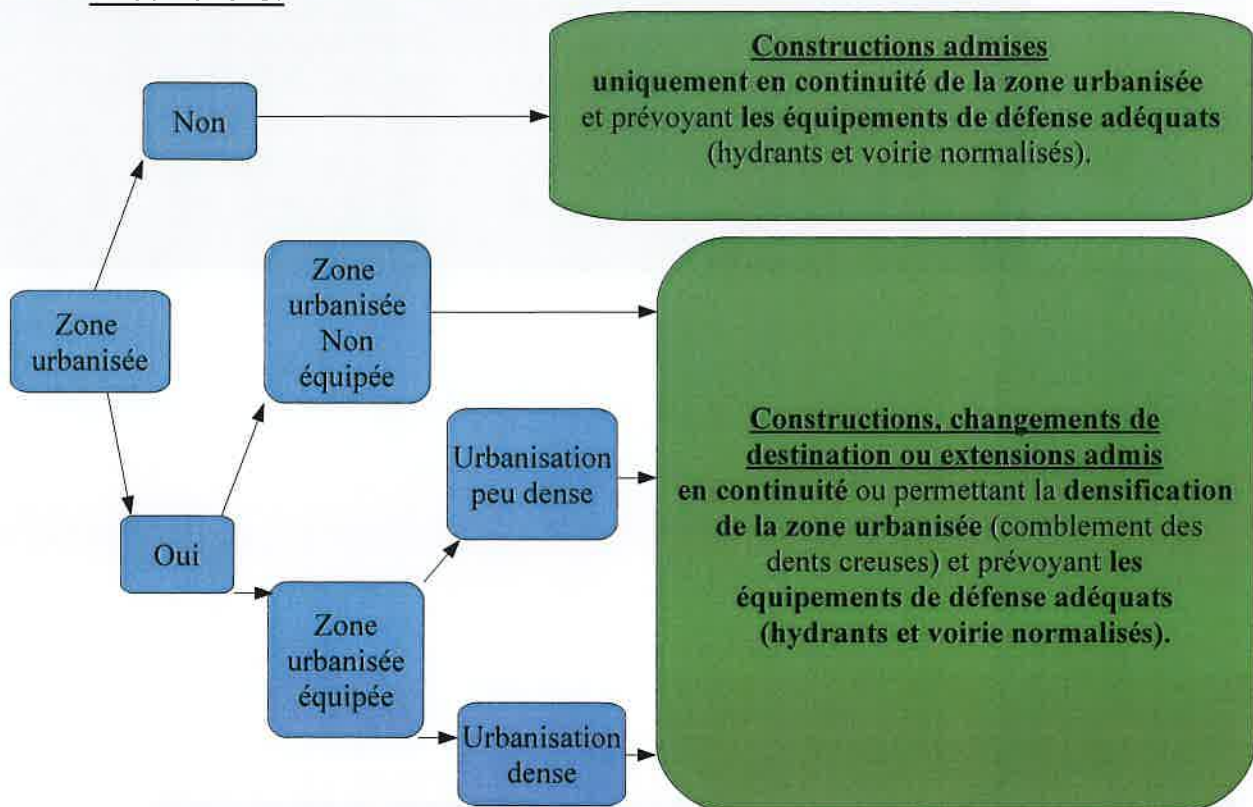 Constructions admises
uniquement en continuité de la zone urbanisée
et prévoyant les équipements de défense adéquats
(hydrants et voirie normalisés).
Non
Zone
urbanisée
Non
équipée
Zone
urbanisée
Oui
Urbanisation
peu dense
Zone
urbanisée
équipée
Urbanisation
dense
Constructions, changements de
destination ou extensions admis
en continuité ou permettant la densification
de la zone urbanisée (comblement des
dents creuses) et prévoyant les
équipements de défense adéquats
(hydrants et voirie normalisés).